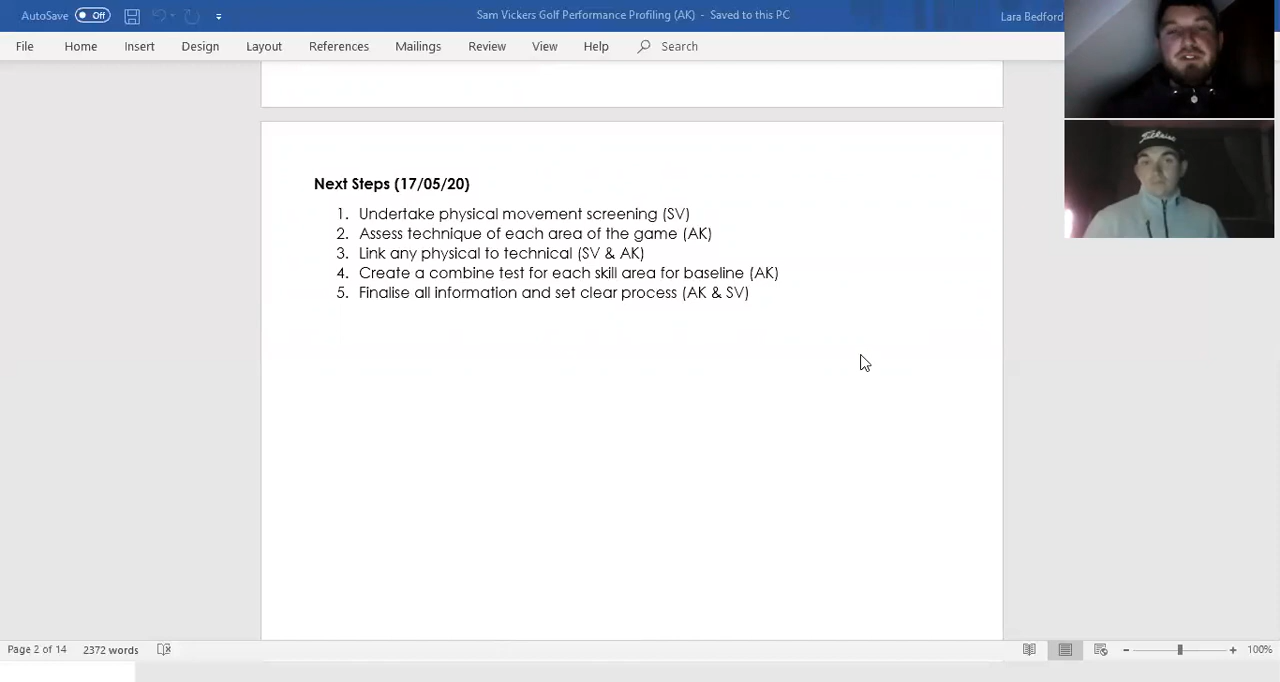 AutoSave Off Sam Vickers Golf Performance Profiling (AK) - Saved to this PC Lara Bedford
File Home Insert Design Layout References Mailings Review View Help Search
Titleist
Next Steps (17/05/20)
1. Undertake physical movement screening (SV)
2. Assess technique of each area of the game (AK)
3. Link any physical to technical (SV & AK)
4. Create a combine test for each skill area for baseline (AK)
5. Finalise all information and set clear process (AK & SV)
Page 2 of 14 2372 words 100%